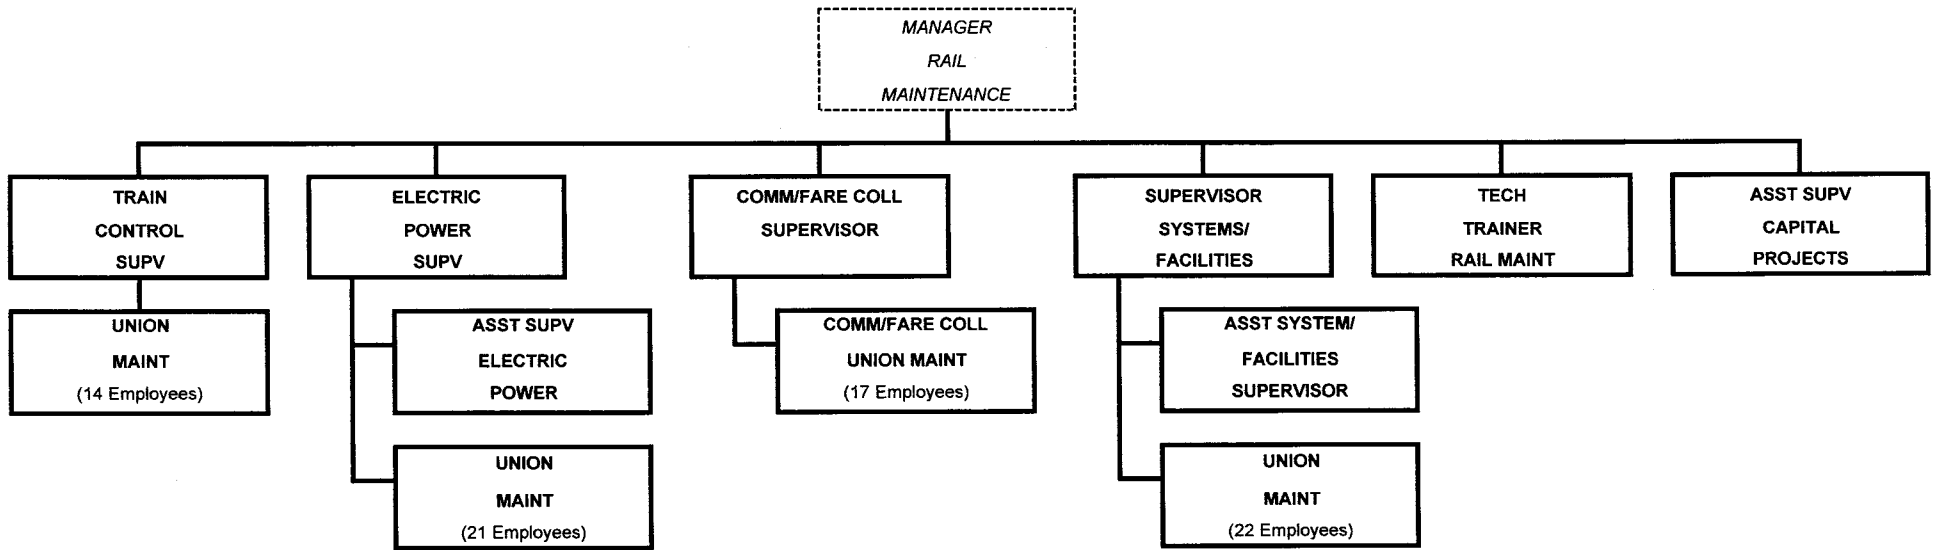 MANAGER
RAIL
MAINTENANCE
TRAIN
CONTROL
SUPV
ELECTRIC
POWER
SUPV
COMM/FARE COLL
SUPERVISOR
SUPERVISOR
SYSTEMS/
FACILITIES
TECH
TRAINER
RAIL MAINT
ASST SUPV
CAPITAL
PROJECTS
UNION
MAINT
(14 Employees)
ASST SUPV
ELECTRIC
POWER
COMM/FARE COLL
UNION MAINT
(17 Employees)
ASST SYSTEM/
FACILITIES
SUPERVISOR
UNION
MAINT
(21 Employees)
UNION
MAINT
(22 Employees)